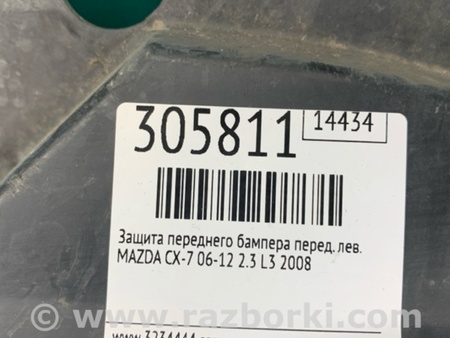 305811
14434
Защита переднего бампера перед. лев.
MAZDA CX-7 06-12 2.3 L3 2008
© www.razborki.com